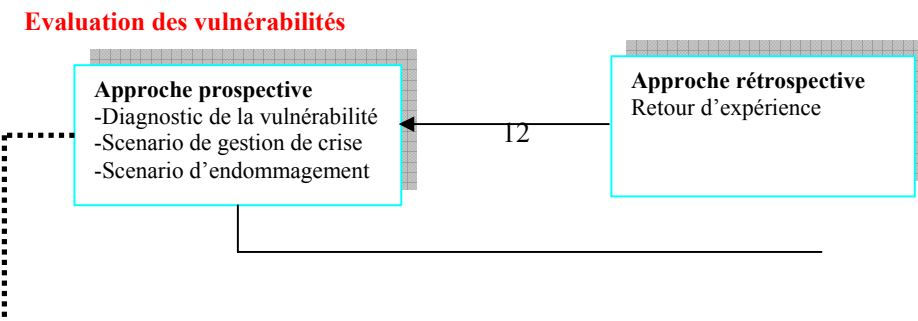 Evaluation des vulnérabilités
Approche prospective
-Diagnostic de la vulnérabilité
-Scenario de gestion de crise
-Scenario d’endommagement
12
Approche rétrospective
Retour d’expérience